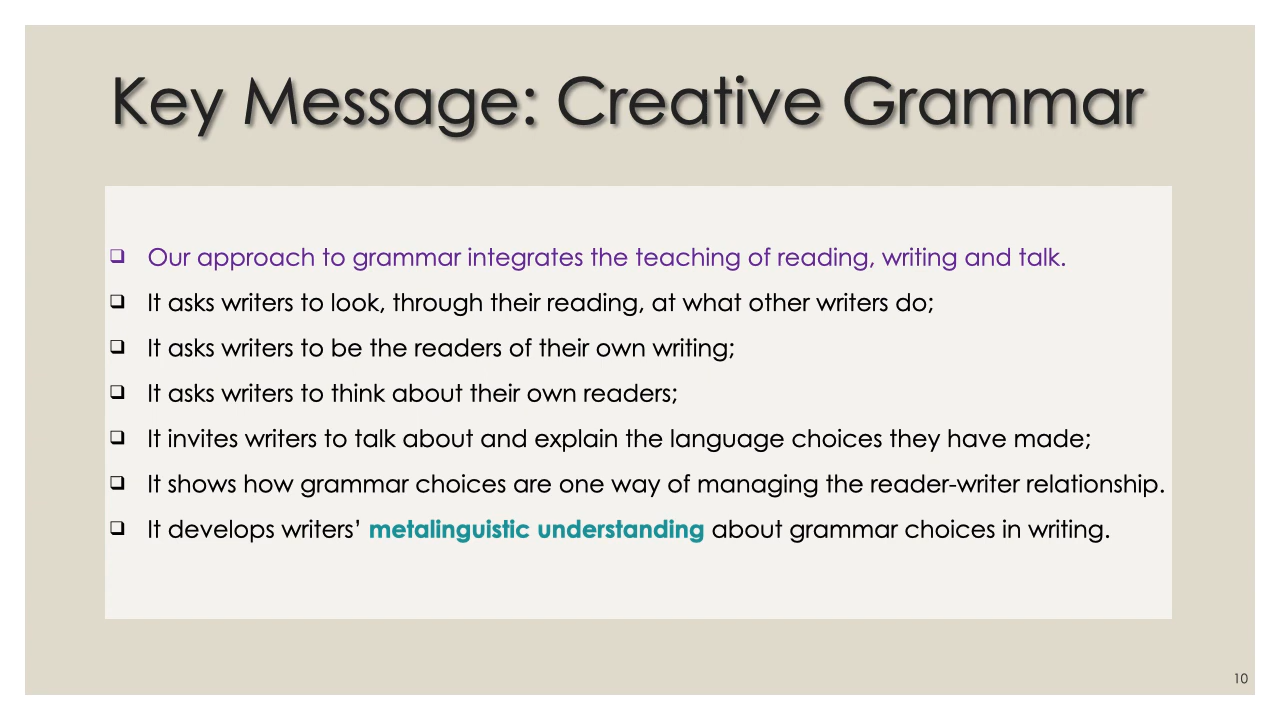 Key Message: Creative Grammar
❑ Our approach to grammar integrates the teaching of reading, writing and talk.
❑ It asks writers to look, through their reading, at what other writers do;
❑ It asks writers to be the readers of their own writing;
❑ It asks writers to think about their own readers;
❑ It invites writers to talk about and explain the language choices they have made;
❑ It shows how grammar choices are one way of managing the reader-writer relationship.
❑ It develops writers’ metalinguistic understanding about grammar choices in writing.
10